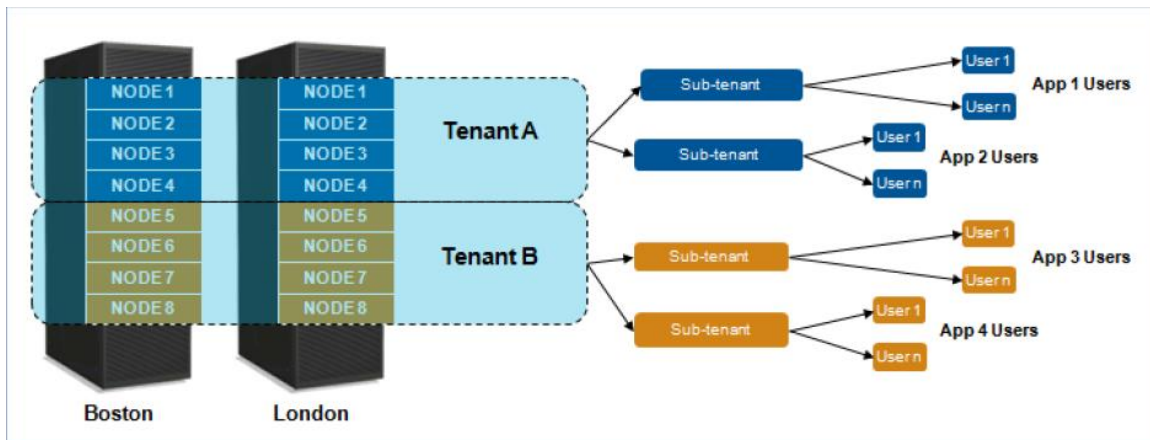 NODE 1
NODE 2
NODE 3
NODE 4
NODE 5
NODE 6
NODE 7
NODE 8
Boston
NODE 1
NODE 2
NODE 3
NODE 4
NODE 5
NODE 6
NODE 7
NODE 8
London
Tenant A
Tenant B
Sub-tenant
User 1
User n
App 1 Users
Sub-tenant
User 1
User n
App 2 Users
Sub-tenant
User 1
User n
App 3 Users
Sub-tenant
User 1
User n
App 4 Users